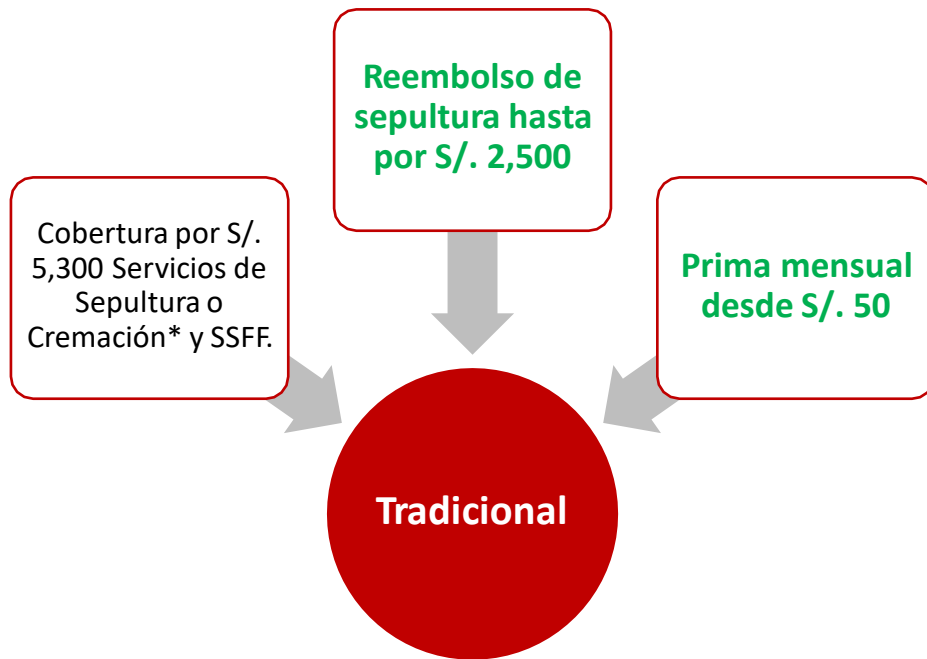 Reembolso de
sepultura hasta
por S/. 2,500
Cobertura por S/.
5,300 Servicios de
Sepultura o
Cremación* y SSFF.
Prima mensual
desde S/. 50
Tradicional